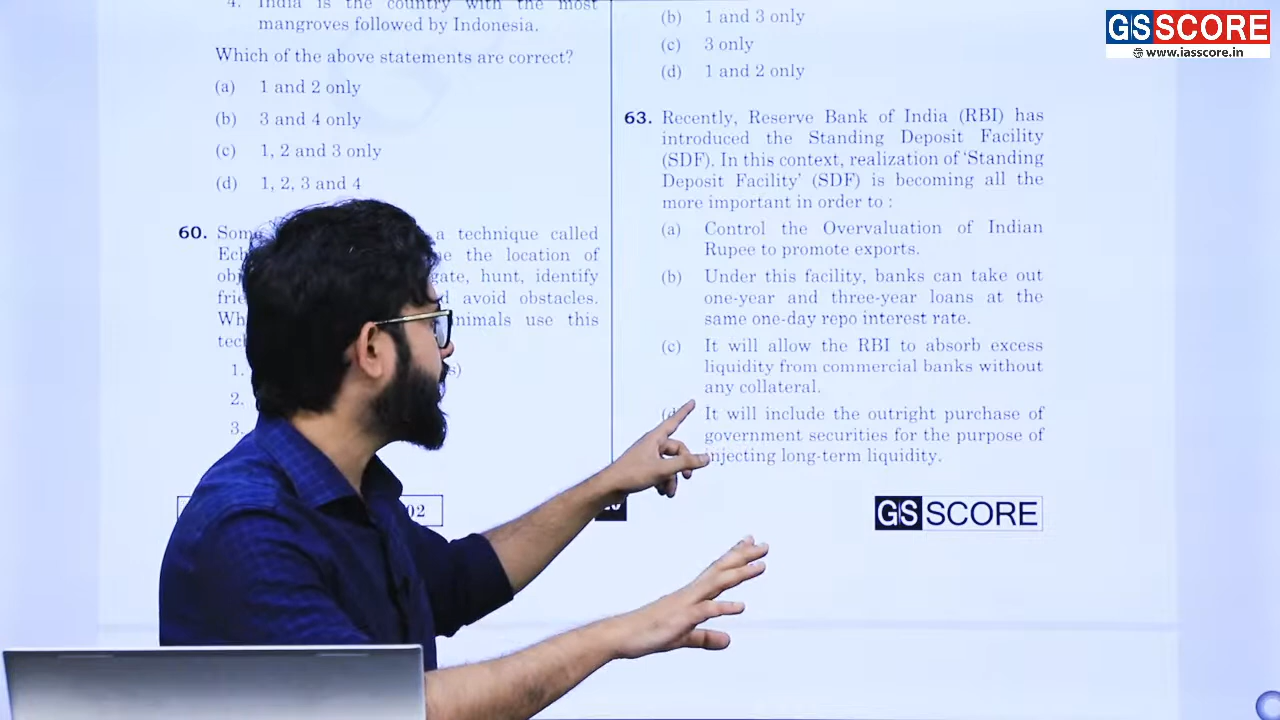 4. India is the country with the most
mangroves followed by Indonesia.
Which of the above statements are correct?
(a) 1 and 2 only
(b) 3 and 4 only
(c) 1, 2 and 3 only
(d) 1, 2, 3 and 4
60. Some a technique called
the location of
hunt, identify
avoid obstacles.
use this
1.
2.
3.
02
(b) 1 and 3 only
(c) 3 only
(d) 1 and 2 only
63. Recently, Reserve Bank of India (RBI) has
introduced the Standing Deposit Facility
(SDF). In this context, realization of ‘Standing
Deposit Facility’ (SDF) is becoming all the
more important in order to :
(a) Control the Overvaluation of Indian
Rupee to promote exports.
(b) Under this facility, banks can take out
one-year and three-year loans at the
same one-day repo interest rate.
(c) It will allow the RBI to absorb excess
liquidity from commercial banks without
any collateral.
(d) It will include the outright purchase of
government securities for the purpose of
injecting long-term liquidity.
GS SCORE
GS SCORE
www.iasscore.in